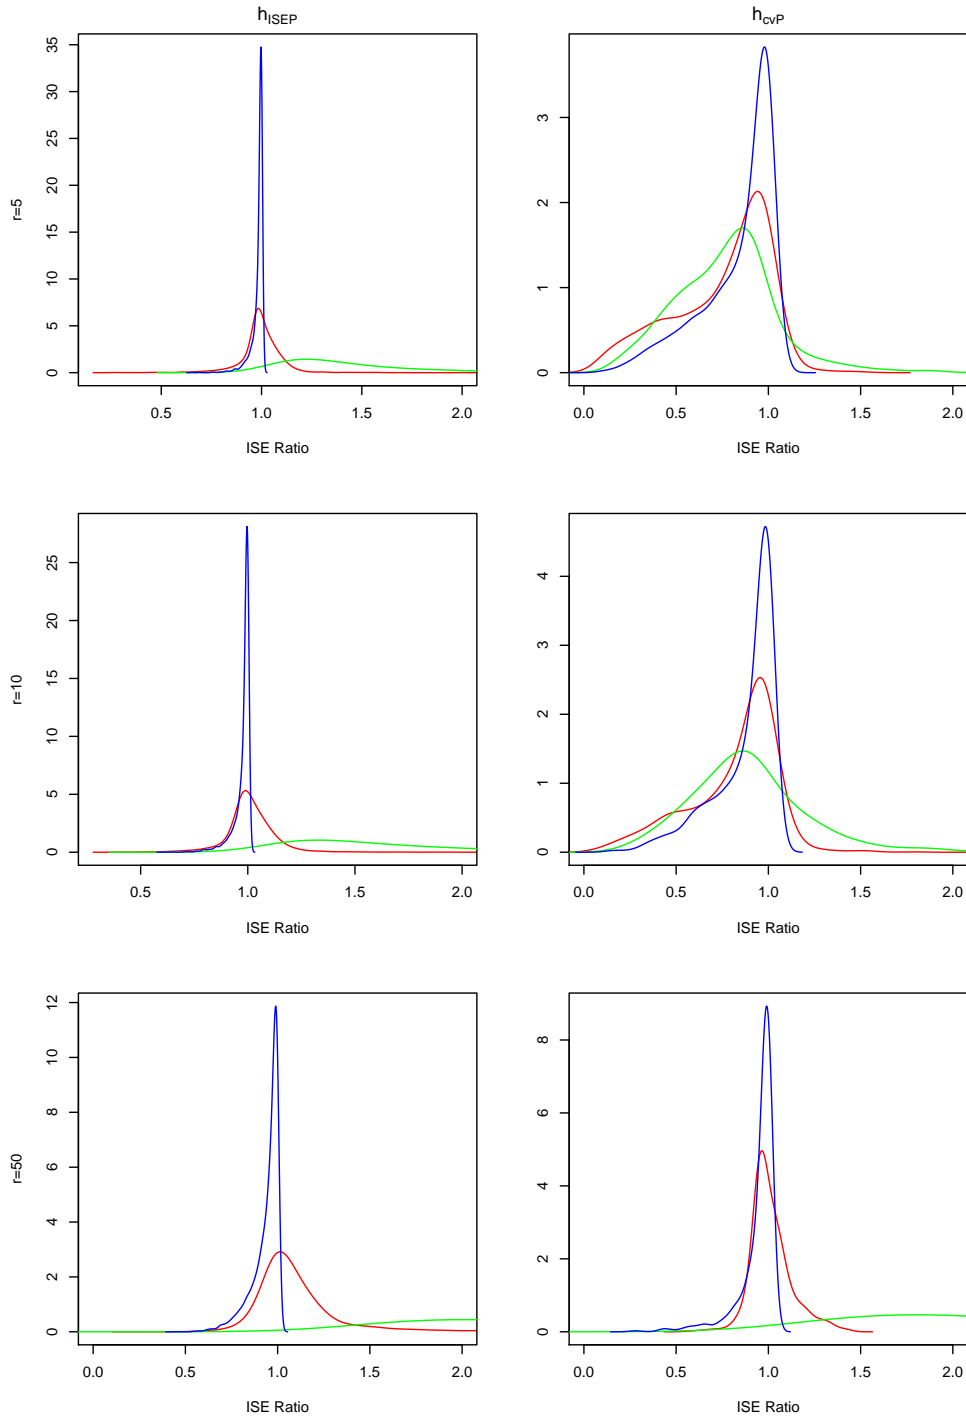 h_ISEP
h_cvP
r=5
0 5 10 15 20 25 30 35
0.5 1.0 1.5 2.0
ISE Ratio
0 1 2 3
0.0 0.5 1.0 1.5 2.0
ISE Ratio
r=10
0 5 10 15 20 25
0.5 1.0 1.5 2.0
ISE Ratio
0 1 2 3 4
0.0 0.5 1.0 1.5 2.0
ISE Ratio
r=50
0 2 4 6 8 10 12
0.0 0.5 1.0 1.5 2.0
ISE Ratio
0 2 4 6 8
0.0 0.5 1.0 1.5 2.0
ISE Ratio